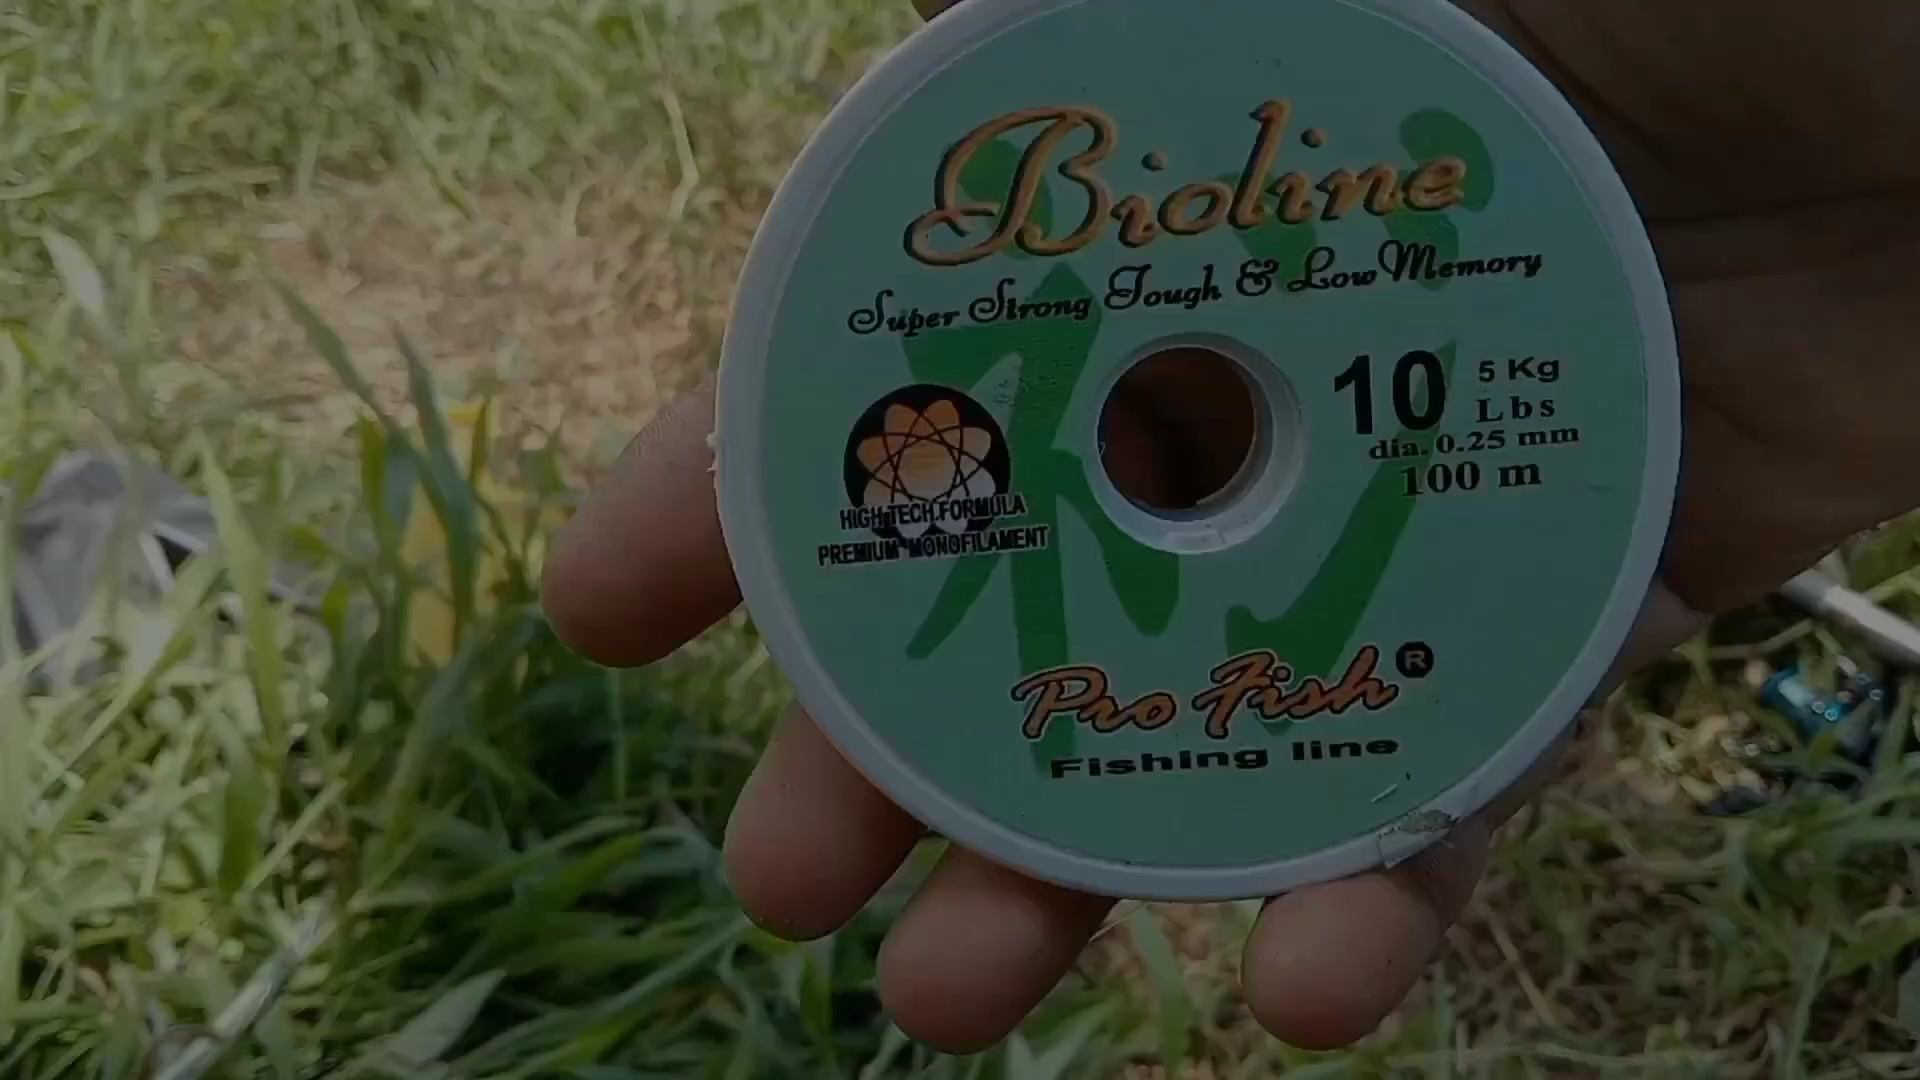 Bioline
Super Strong Tough & Low Memory
10 5 Kg
Lbs
dia. 0.25 mm
100 m
HIGH TECH FORMULA
PREMIUM MONOFILAMENT
Pro Fish ®
Fishing line